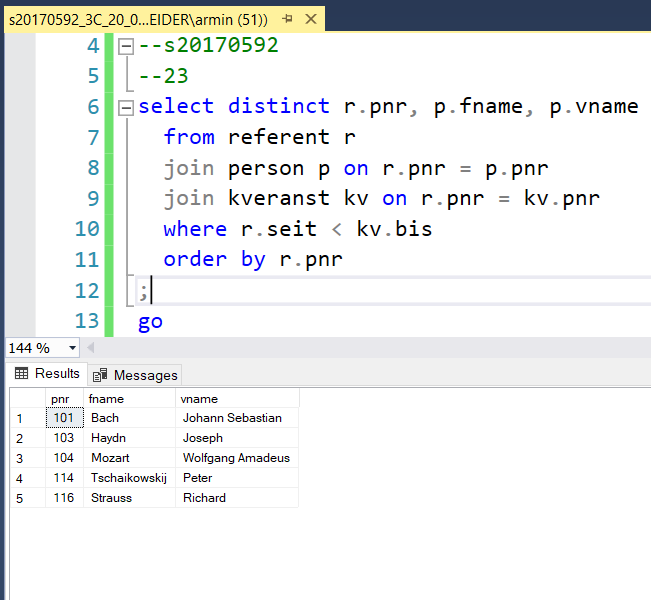 s20170592_3C_20_0...EIDER\armin (51))
4 --s20170592
5 --23
6 select distinct r.pnr, p.fname, p.vname
7 from referent r
8 join person p on r.pnr = p.pnr
9 join kveranst kv on r.pnr = kv.pnr
10 where r.seit < kv.bis
11 order by r.pnr
12 ;
13 go
144 %
Results Messages
pnr fname vname
1 101 Bach Johann Sebastian
2 103 Haydn Joseph
3 104 Mozart Wolfgang Amadeus
4 114 Tschaikowskij Peter
5 116 Strauss Richard